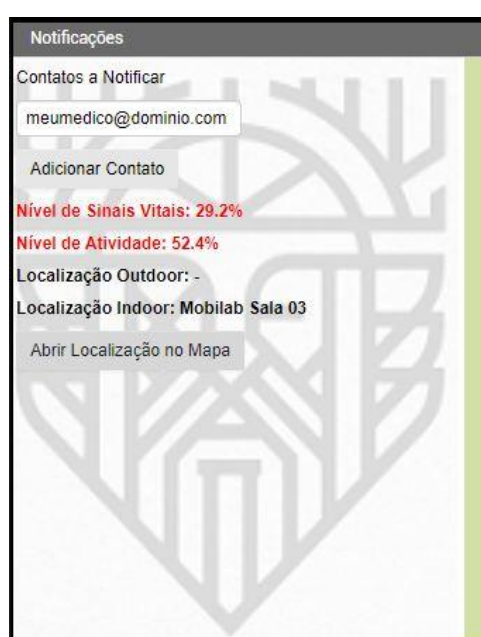 Notificações
Contatos a Notificar
meumedico@dominio.com
Adicionar Contato
Nível de Sinais Vitais: 29.2%
Nível de Atividade: 52.4%
Localização Outdoor: -
Localização Indoor: Mobilab Sala 03
Abrir Localização no Mapa